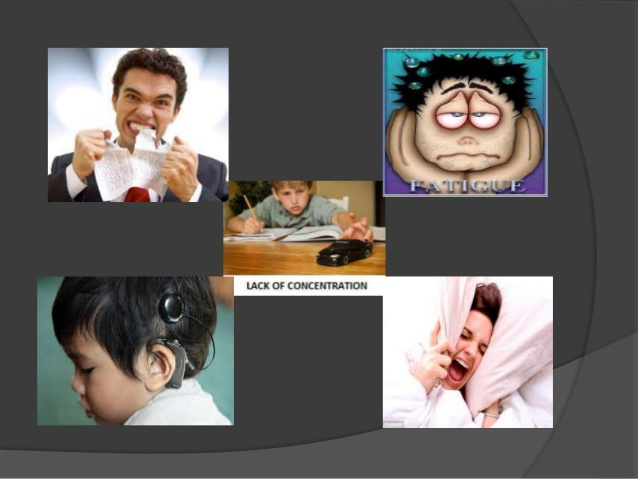 FATIGUE
LACK OF CONCENTRATION